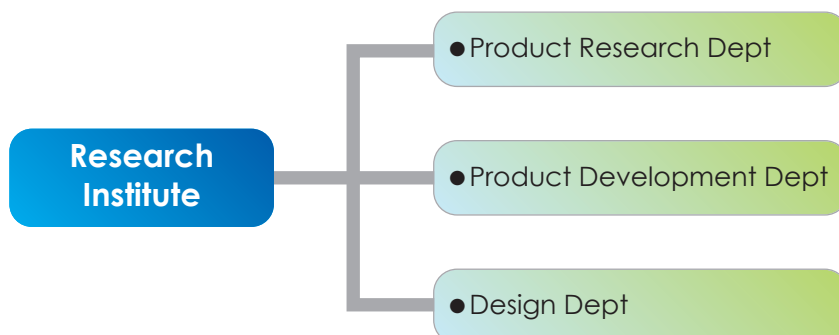 Research
Institute
● Product Research Dept
● Product Development Dept
● Design Dept